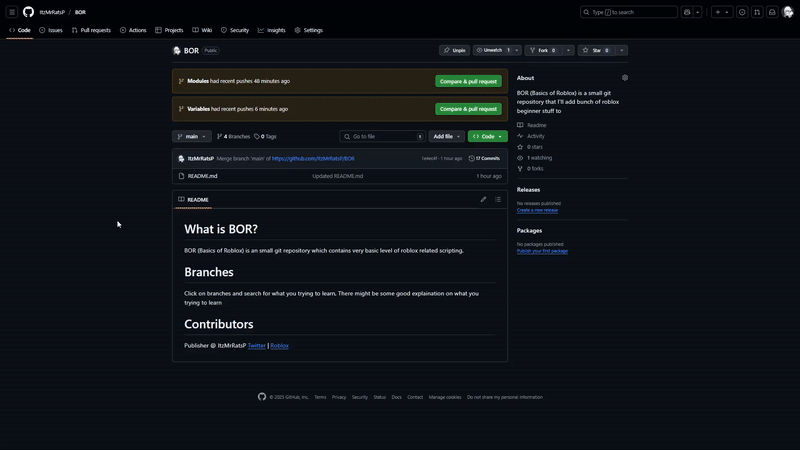 ItzMrRatsP / BOR
Type / to search
Code Issues Pull requests Actions Projects Wiki Security Insights Settings
BOR Public
Unpin Unwatch 1 Fork 0 Star 0
Modules had recent pushes 48 minutes ago
Compare & pull request
Variables had recent pushes 6 minutes ago
Compare & pull request
main 4 Branches 0 Tags Go to file t Add file Code
ItzMrRatsP Merge branch 'main' of https://github.com/ItzMrRatsP/BOR
· 1 hour ago 17 Commits
README.md Updated README.md 1 hour ago
README
What is BOR?
BOR (Basics of Roblox) is an small git repository which contains very basic level of roblox related scripting.
Branches
Click on branches and search for what you trying to learn, There might be some good explaination on what you
trying to learn
Contributors
Publisher @ ItzMrRatsP Twitter | Roblox
About
BOR (Basics of Roblox) is a small git
repository that I'll add bunch of roblox
beginner stuff to
Readme
Activity
0 stars
1 watching
0 forks
Releases
No releases published
Create a new release
Packages
No packages published
Publish your first package
© 2025 GitHub, Inc. Terms Privacy Security Status Docs Contact Manage cookies Do not share my personal information